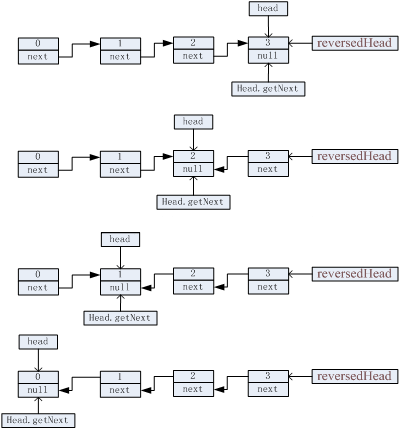 head
0 1 2 3 reversedHead
next next next null
Head.getNext
head
0 1 2 3 reversedHead
next next null next
Head.getNext
head
0 1 2 3 reversedHead
next null next next
Head.getNext
head
0 1 2 3 reversedHead
null next next next
Head.getNext